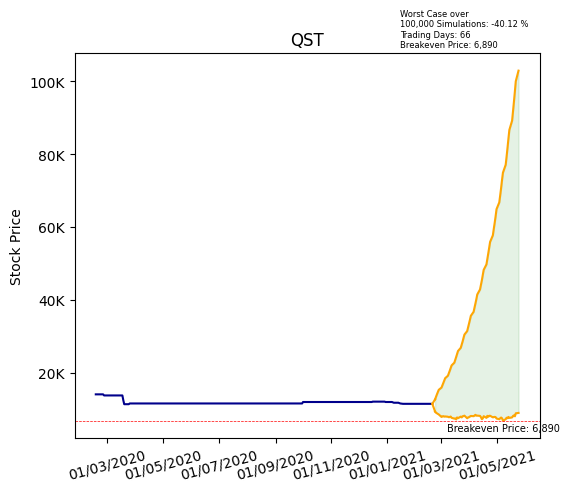 Worst Case over
100,000 Simulations: -40.12 %
Trading Days: 66
Breakeven Price: 6,890
QST
Stock Price
100K
80K
60K
40K
20K
Breakeven Price: 6,890
01/03/2020
01/05/2020
01/07/2020
01/09/2020
01/11/2020
01/01/2021
01/03/2021
01/05/2021